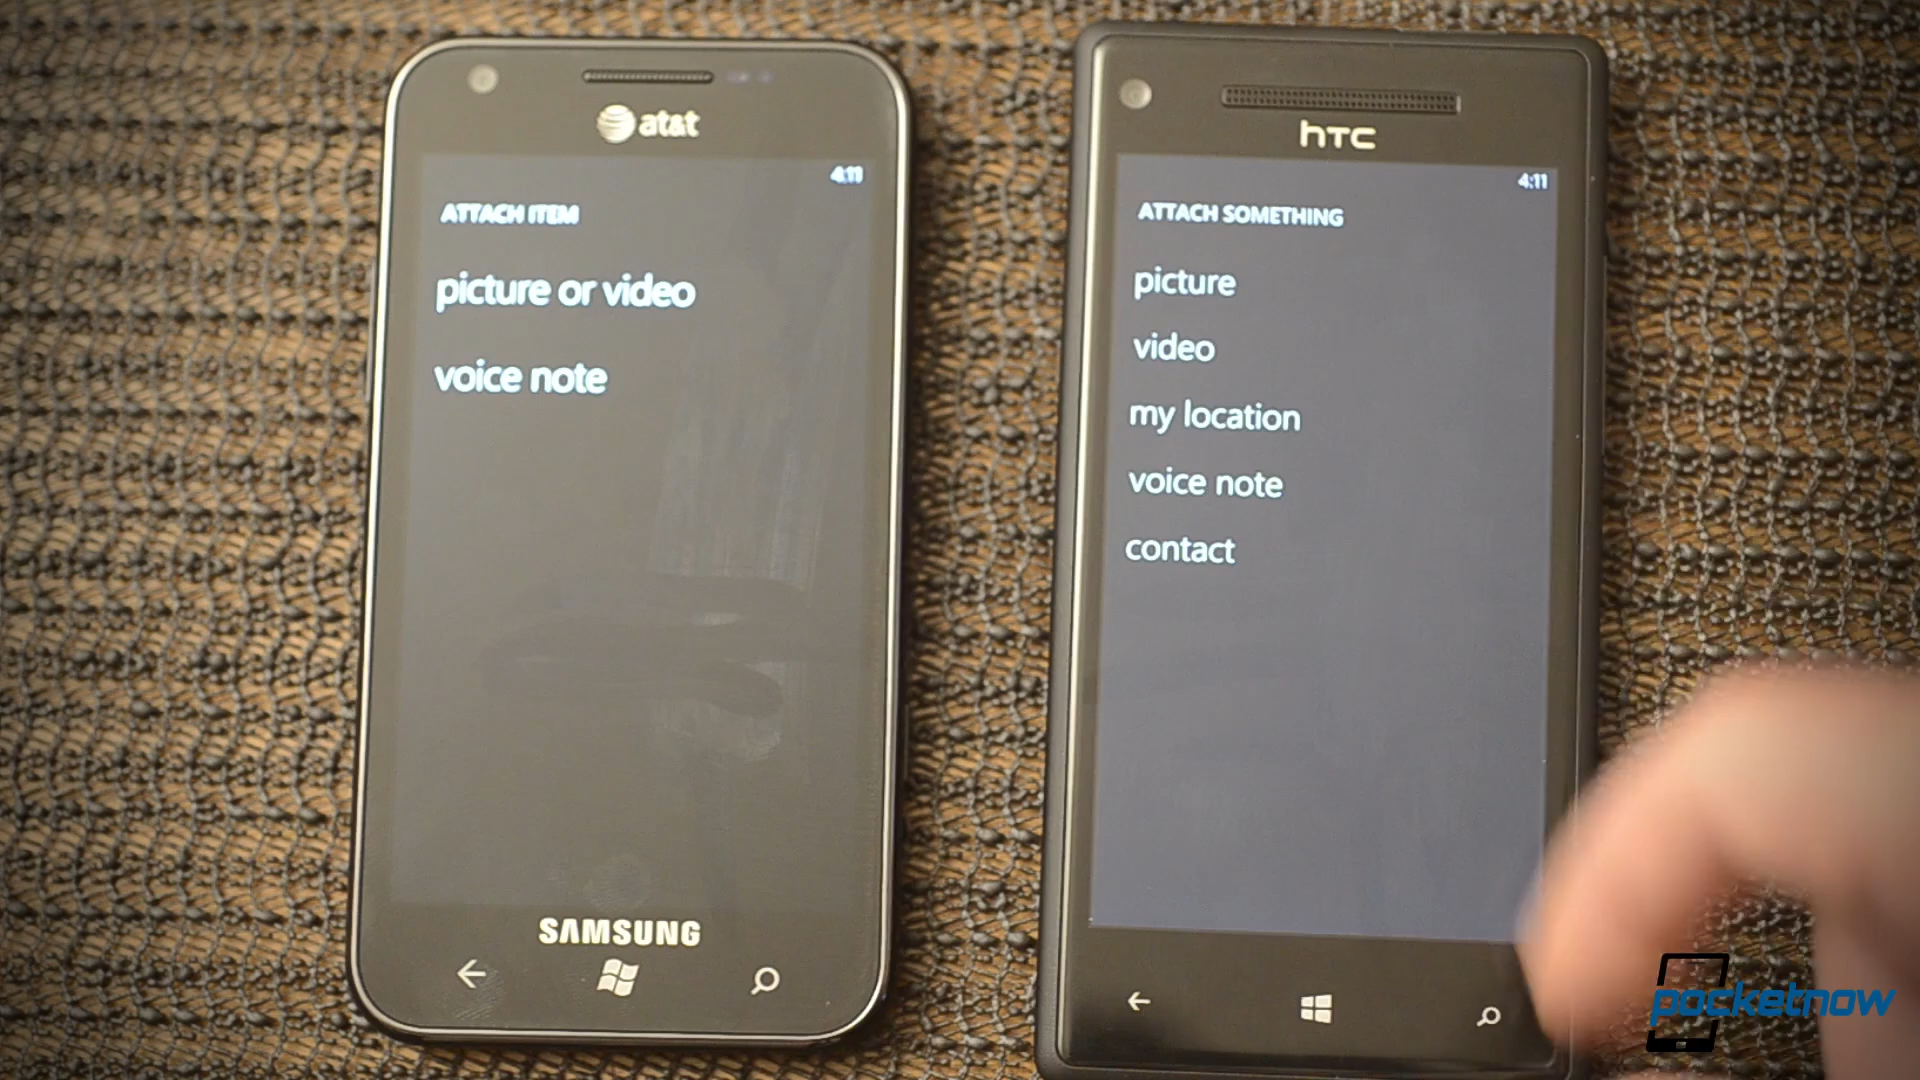 at&t
4:11
ATTACH ITEM
picture or video
voice note
SAMSUNG
hTC
4:11
ATTACH SOMETHING
picture
video
my location
voice note
contact
pocketnow